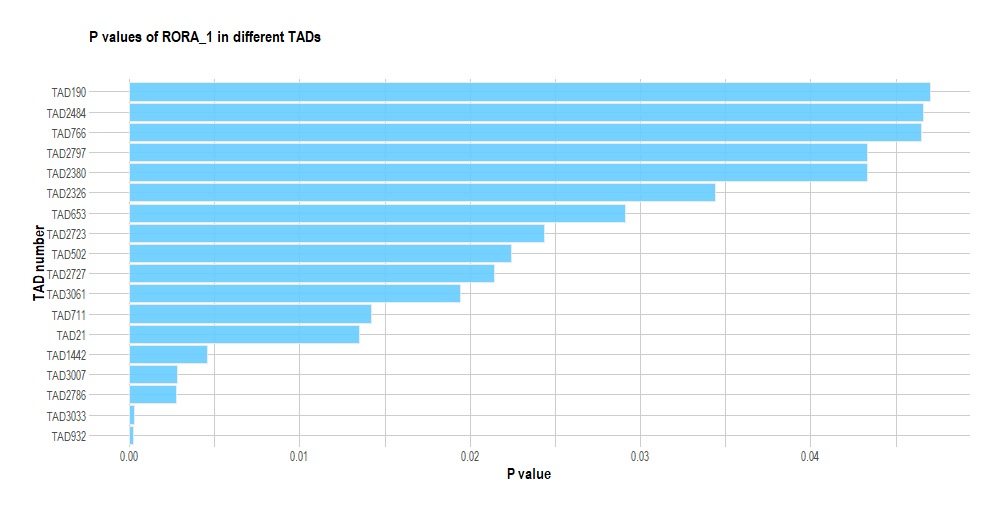 P values of RORA_1 in different TADs
TAD190
TAD2484
TAD766
TAD2797
TAD2380
TAD2326
TAD653
TAD2723
TAD502
TAD2727
TAD3061
TAD711
TAD21
TAD1442
TAD3007
TAD2786
TAD3033
TAD932
TAD number
0.00 0.01 0.02 0.03 0.04
P value